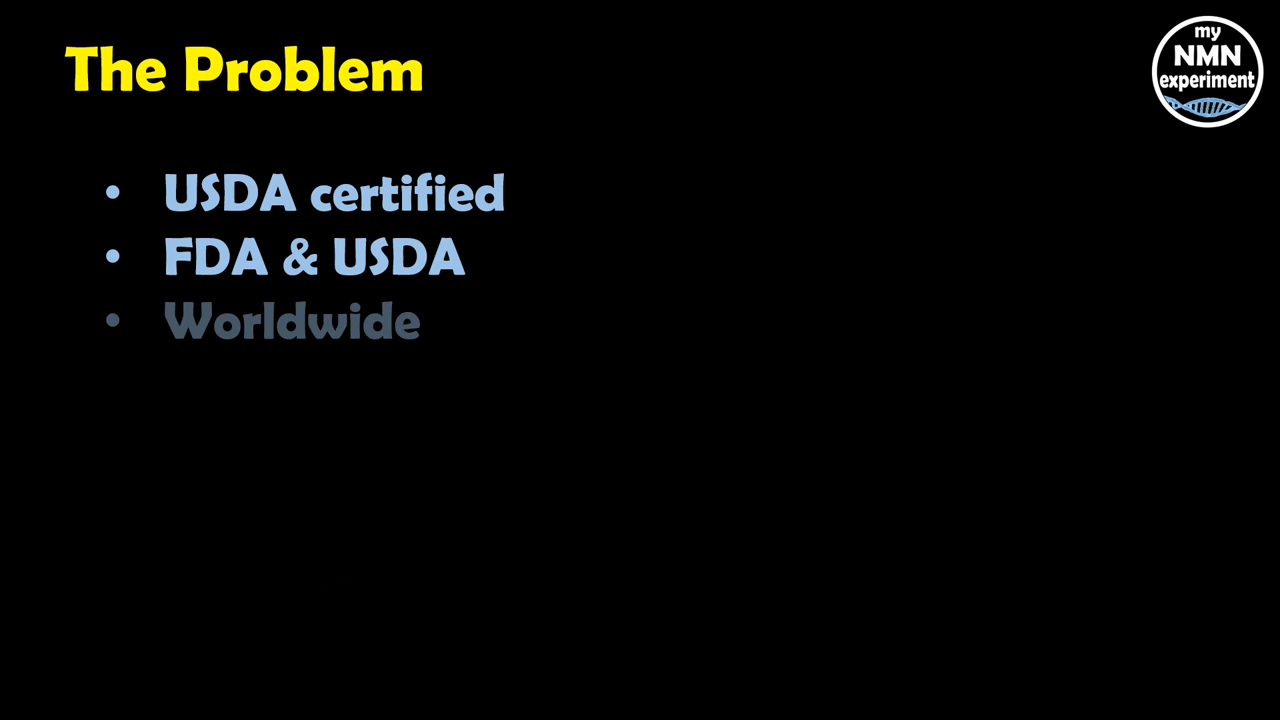 The Problem
my
NMN
experiment
• USDA certified
• FDA & USDA
• Worldwide